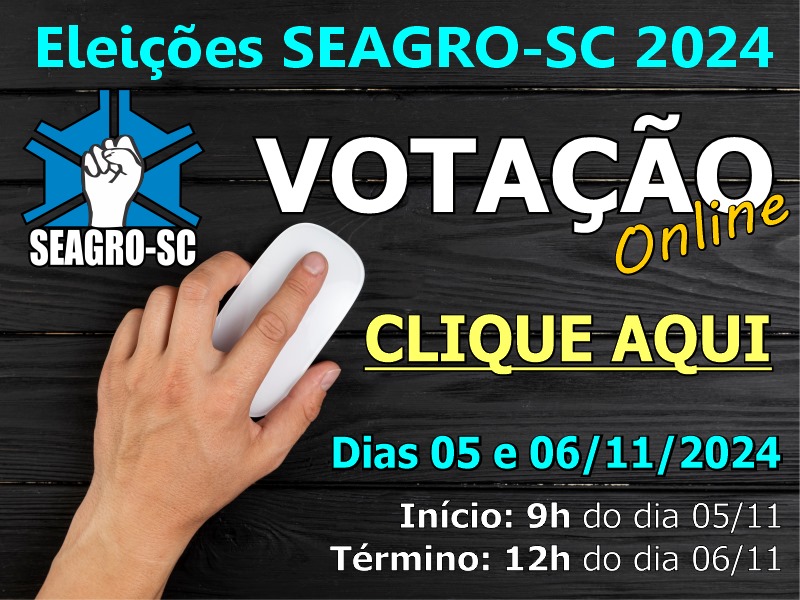 Eleições SEAGRO-SC 2024
VOTAÇÃO
Online
SEAGRO-SC
CLIQUE AQUI
Dias 05 e 06/11/2024
Início: 9h do dia 05/11
Término: 12h do dia 06/11